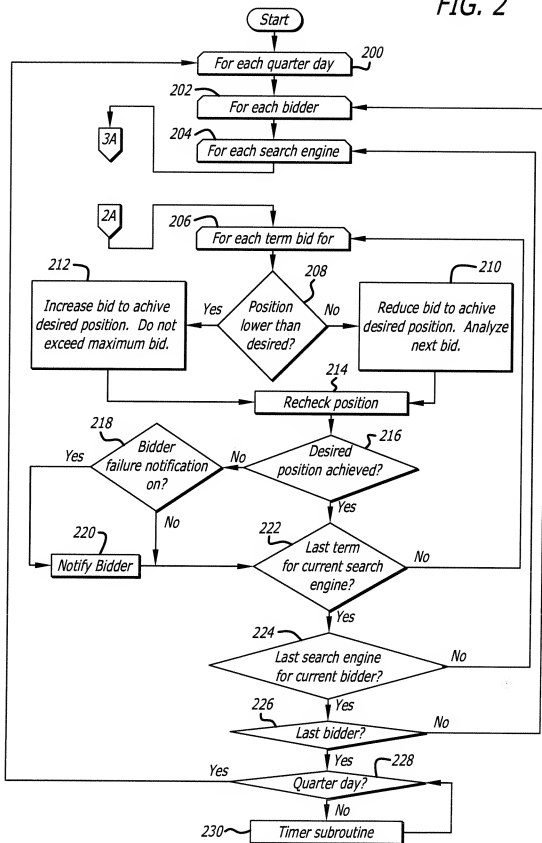 FIG. 2
Start
For each quarter day
200
202
For each bidder
3A
204
For each search engine
2A
206
For each term bid for
212
208
210
Increase bid to achive
desired position. Do not
exceed maximum bid.
Yes
Position
lower than
desired?
No
Reduce bid to achive
desired position. Analyze
next bid.
214
Recheck position
218
216
Yes
Bidder
failure notification
on?
No
Desired
position achieved?
No
Yes
220
Notify Bidder
222
Last term
for current search
engine?
No
Yes
224
Last search engine
for current bidder?
No
Yes
226
Last bidder?
No
Yes
Yes
Quarter day?
228
No
230
Timer subroutine